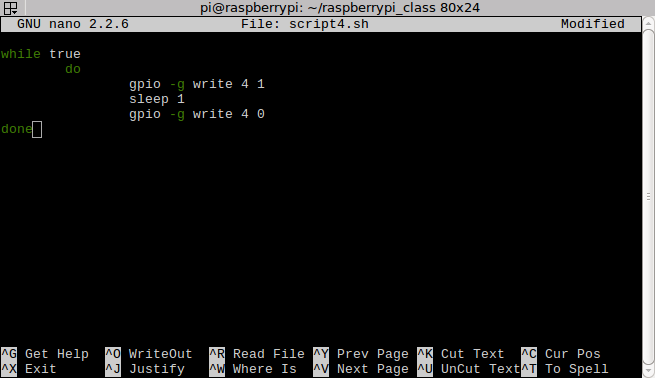 pi@raspberrypi: ~/raspberrypi_class 80x24
GNU nano 2.2.6 File: script4.sh Modified
while true
do
gpio -g write 4 1
sleep 1
gpio -g write 4 0
done
^G Get Help ^O WriteOut ^R Read File ^Y Prev Page ^K Cut Text ^C Cur Pos
^X Exit ^J Justify ^W Where Is ^V Next Page ^U UnCut Text ^T To Spell